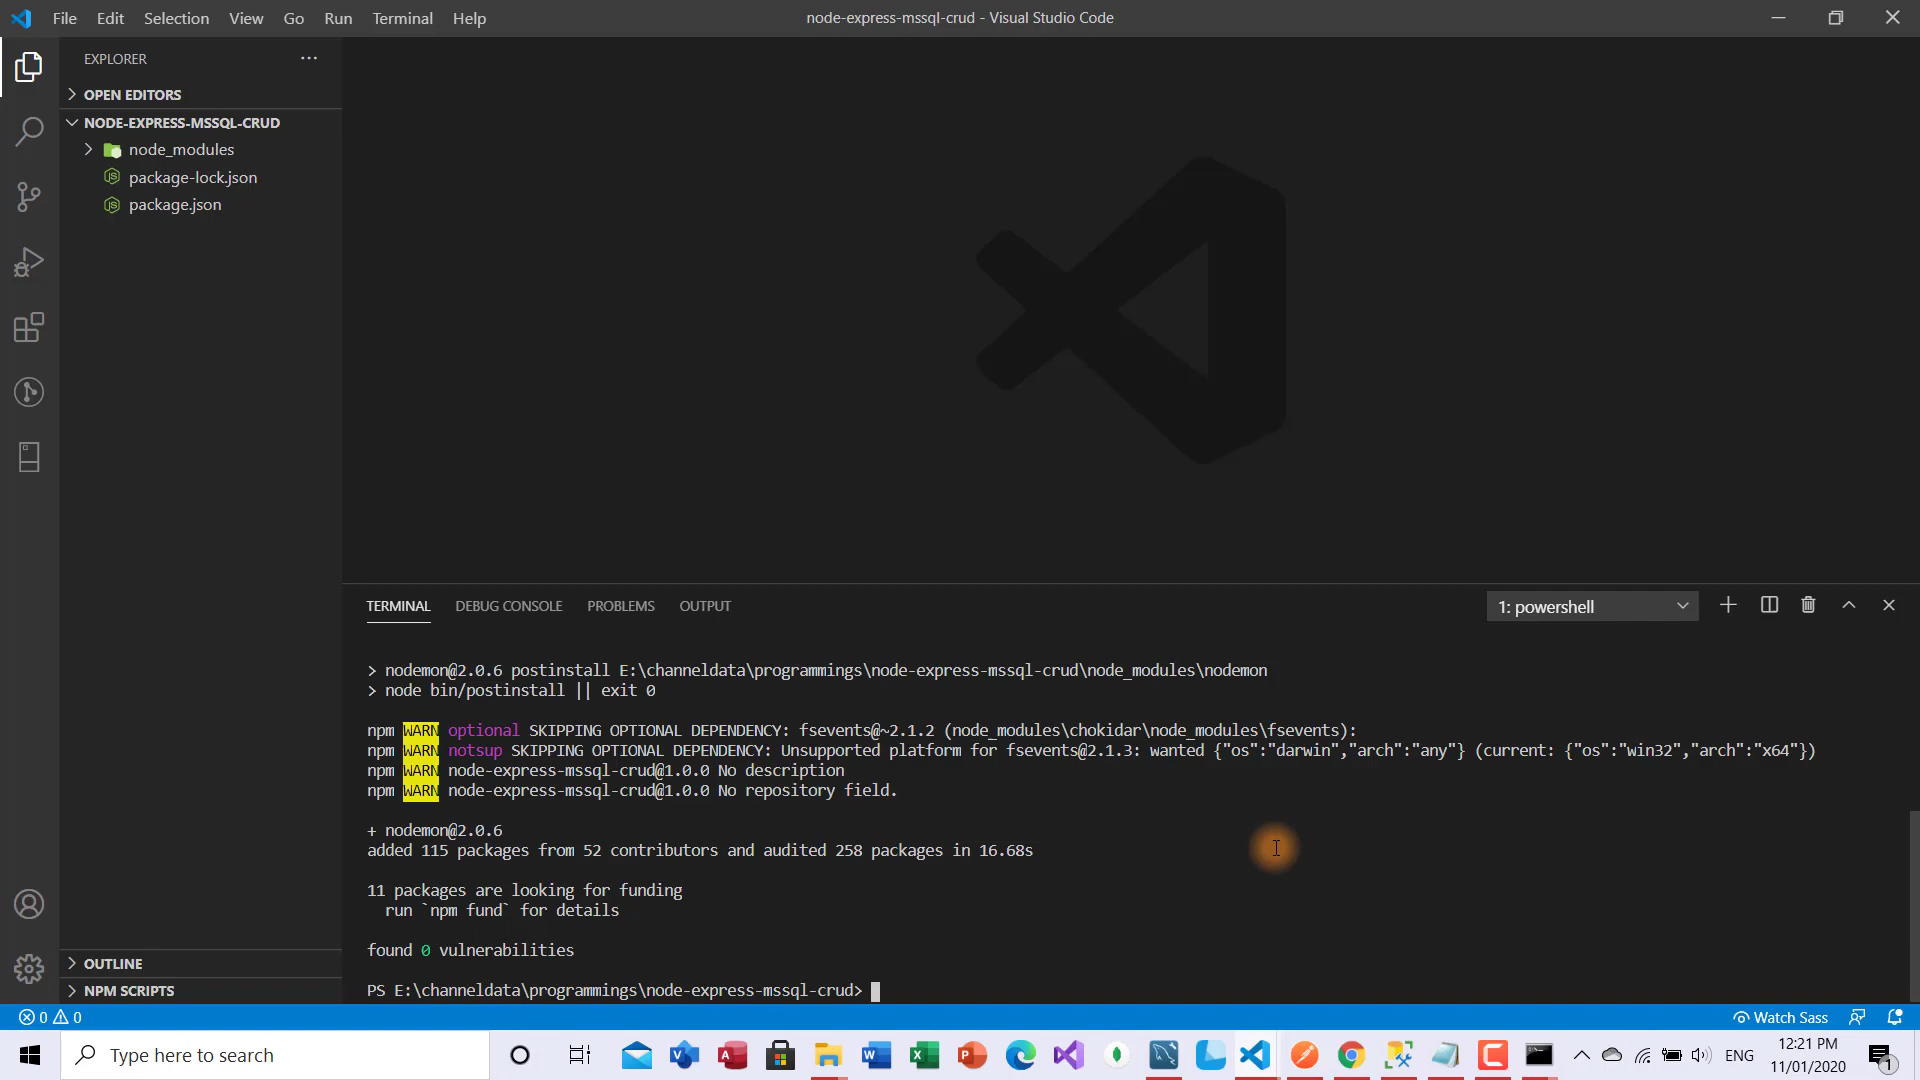 File Edit Selection View Go Run Terminal Help
node-express-mssql-crud - Visual Studio Code
EXPLORER
OPEN EDITORS
NODE-EXPRESS-MSSQL-CRUD
node_modules
package-lock.json
package.json
OUTLINE
NPM SCRIPTS
TERMINAL DEBUG CONSOLE PROBLEMS OUTPUT
1: powershell
> nodemon@2.0.6 postinstall E:\channeldata\programmings\node-express-mssql-crud\node_modules\nodemon
> node bin/postinstall || exit 0
npm WARN optional SKIPPING OPTIONAL DEPENDENCY: fsevents@~2.1.2 (node_modules\chokidar\node_modules\fsevents):
npm WARN notsup SKIPPING OPTIONAL DEPENDENCY: Unsupported platform for fsevents@2.1.3: wanted {"os":"darwin","arch":"any"} (current: {"os":"win32","arch":"x64"})
npm WARN node-express-mssql-crud@1.0.0 No description
npm WARN node-express-mssql-crud@1.0.0 No repository field.
+ nodemon@2.0.6
added 115 packages from 52 contributors and audited 258 packages in 16.68s
11 packages are looking for funding
run `npm fund` for details
found 0 vulnerabilities
PS E:\channeldata\programmings\node-express-mssql-crud>
0 0
Watch Sass
Type here to search
ENG
12:21 PM
11/01/2020
1